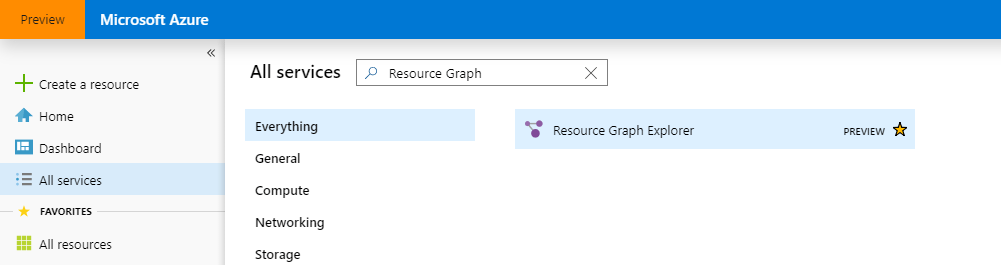 Preview
Microsoft Azure
«
Create a resource
Home
Dashboard
All services
FAVORITES
All resources
All services
Resource Graph
Everything
General
Compute
Networking
Storage
Resource Graph Explorer
PREVIEW